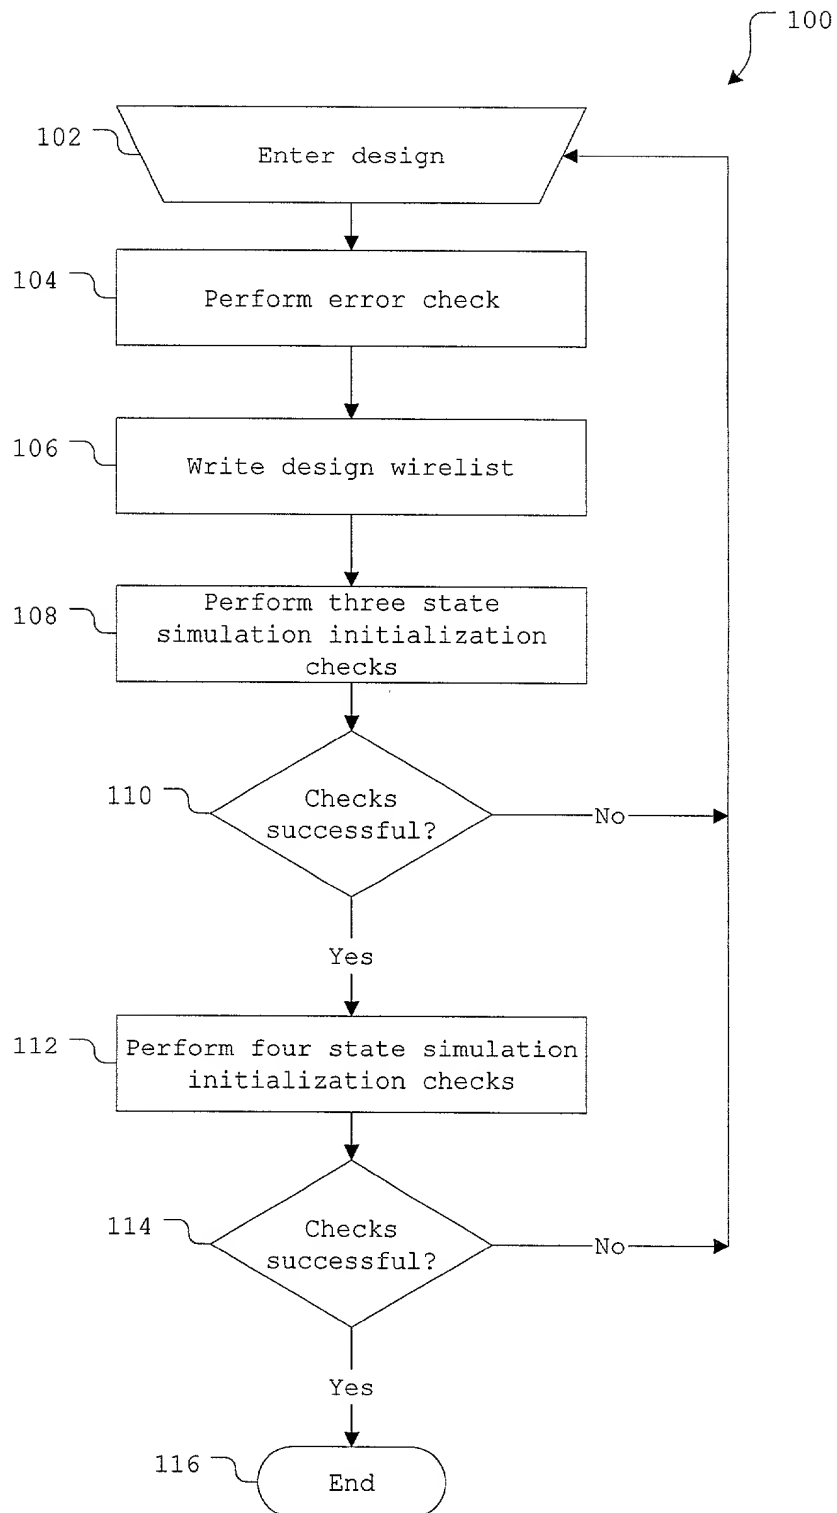 100
102
Enter design
104
Perform error check
106
Write design wirelist
108
Perform three state
simulation initialization
checks
110
Checks
successful?
No
Yes
112
Perform four state simulation
initialization checks
114
Checks
successful?
No
Yes
116
End